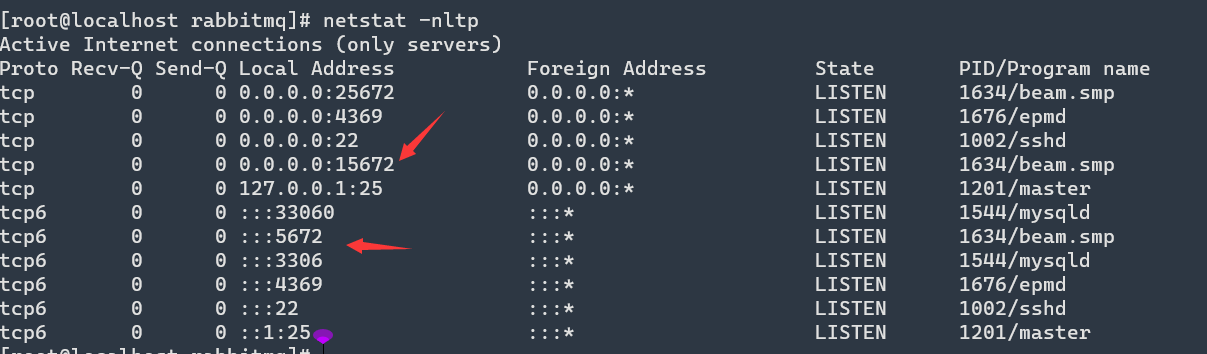 [root@localhost rabbitmq]# netstat -nltp
Active Internet connections (only servers)
Proto Recv-Q Send-Q Local Address           Foreign Address         State       PID/Program name
tcp        0      0 0.0.0.0:25672           0.0.0.0:*               LISTEN      1634/beam.smp
tcp        0      0 0.0.0.0:4369            0.0.0.0:*               LISTEN      1676/epmd
tcp        0      0 0.0.0.0:22              0.0.0.0:*               LISTEN      1002/sshd
tcp        0      0 0.0.0.0:15672           0.0.0.0:*               LISTEN      1634/beam.smp
tcp        0      0 127.0.0.1:25            0.0.0.0:*               LISTEN      1201/master
tcp6       0      0 :::33060                :::*                    LISTEN      1544/mysqld
tcp6       0      0 :::5672                 :::*                    LISTEN      1634/beam.smp
tcp6       0      0 :::3306                 :::*                    LISTEN      1544/mysqld
tcp6       0      0 :::4369                 :::*                    LISTEN      1676/epmd
tcp6       0      0 :::22                   :::*                    LISTEN      1002/sshd
tcp6       0      0 ::1:25                  :::*                    LISTEN      1201/master
[root@localhost rabbitmq]#